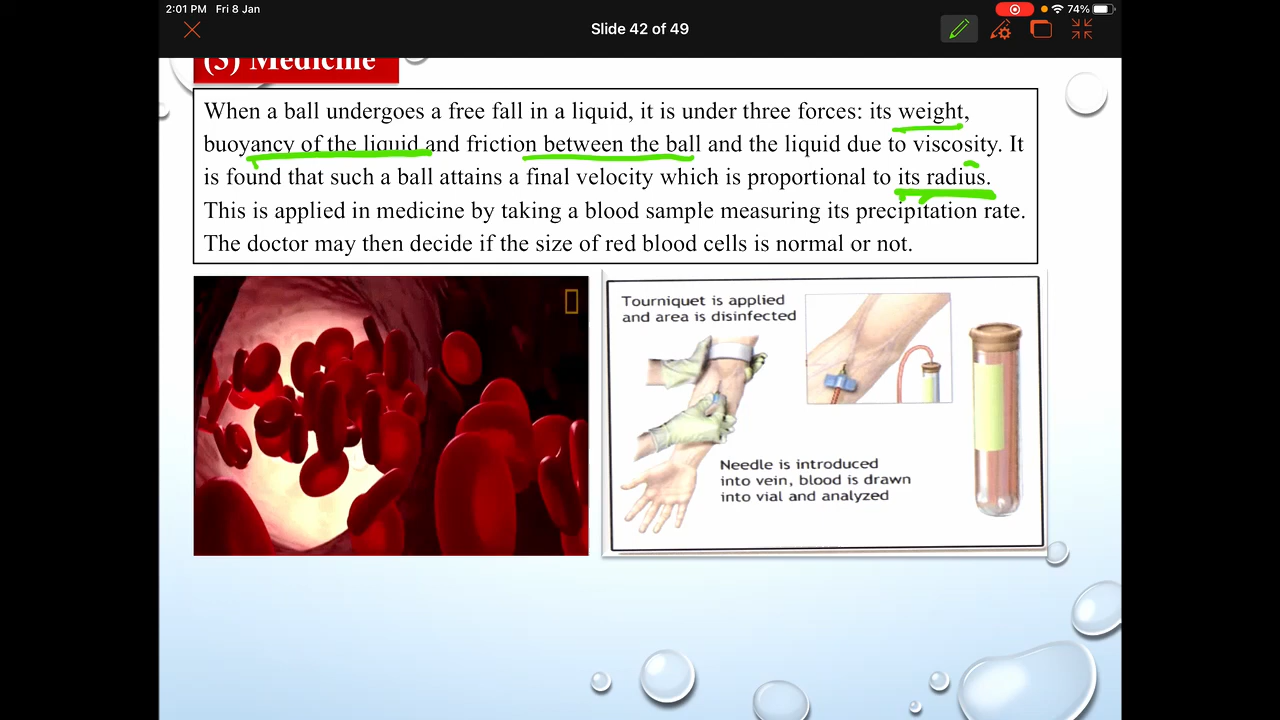 2:01 PM Fri 8 Jan
74%
Slide 42 of 49
(3) Medicine
When a ball undergoes a free fall in a liquid, it is under three forces: its weight,
buoyancy of the liquid and friction between the ball and the liquid due to viscosity. It
is found that such a ball attains a final velocity which is proportional to its radius.
This is applied in medicine by taking a blood sample measuring its precipitation rate.
The doctor may then decide if the size of red blood cells is normal or not.
Tourniquet is applied
and area is disinfected
Needle is introduced
into vein, blood is drawn
into vial and analyzed